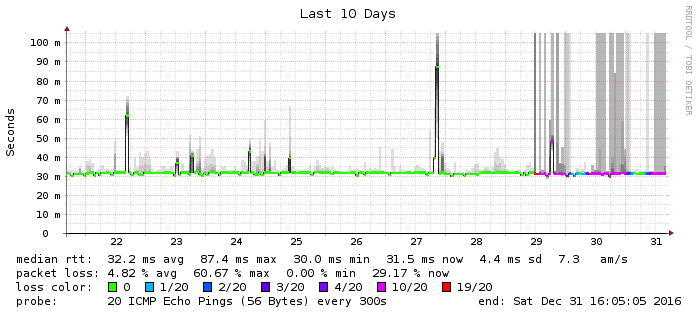 Last 10 Days
RRDTOOL / TOBI OETIKER
Seconds
100 m
90 m
80 m
70 m
60 m
50 m
40 m
30 m
20 m
10 m
0
22 23 24 25 26 27 28 29 30 31
median rtt: 32.2 ms avg 87.4 ms max 30.0 ms min 31.5 ms now 4.4 ms sd 7.3 am/s
packet loss: 4.82 % avg 60.67 % max 0.00 % min 29.17 % now
loss color: 0 1/20 2/20 3/20 4/20 10/20 19/20
probe: 20 ICMP Echo Pings (56 Bytes) every 300s end: Sat Dec 31 16:05:05 2016